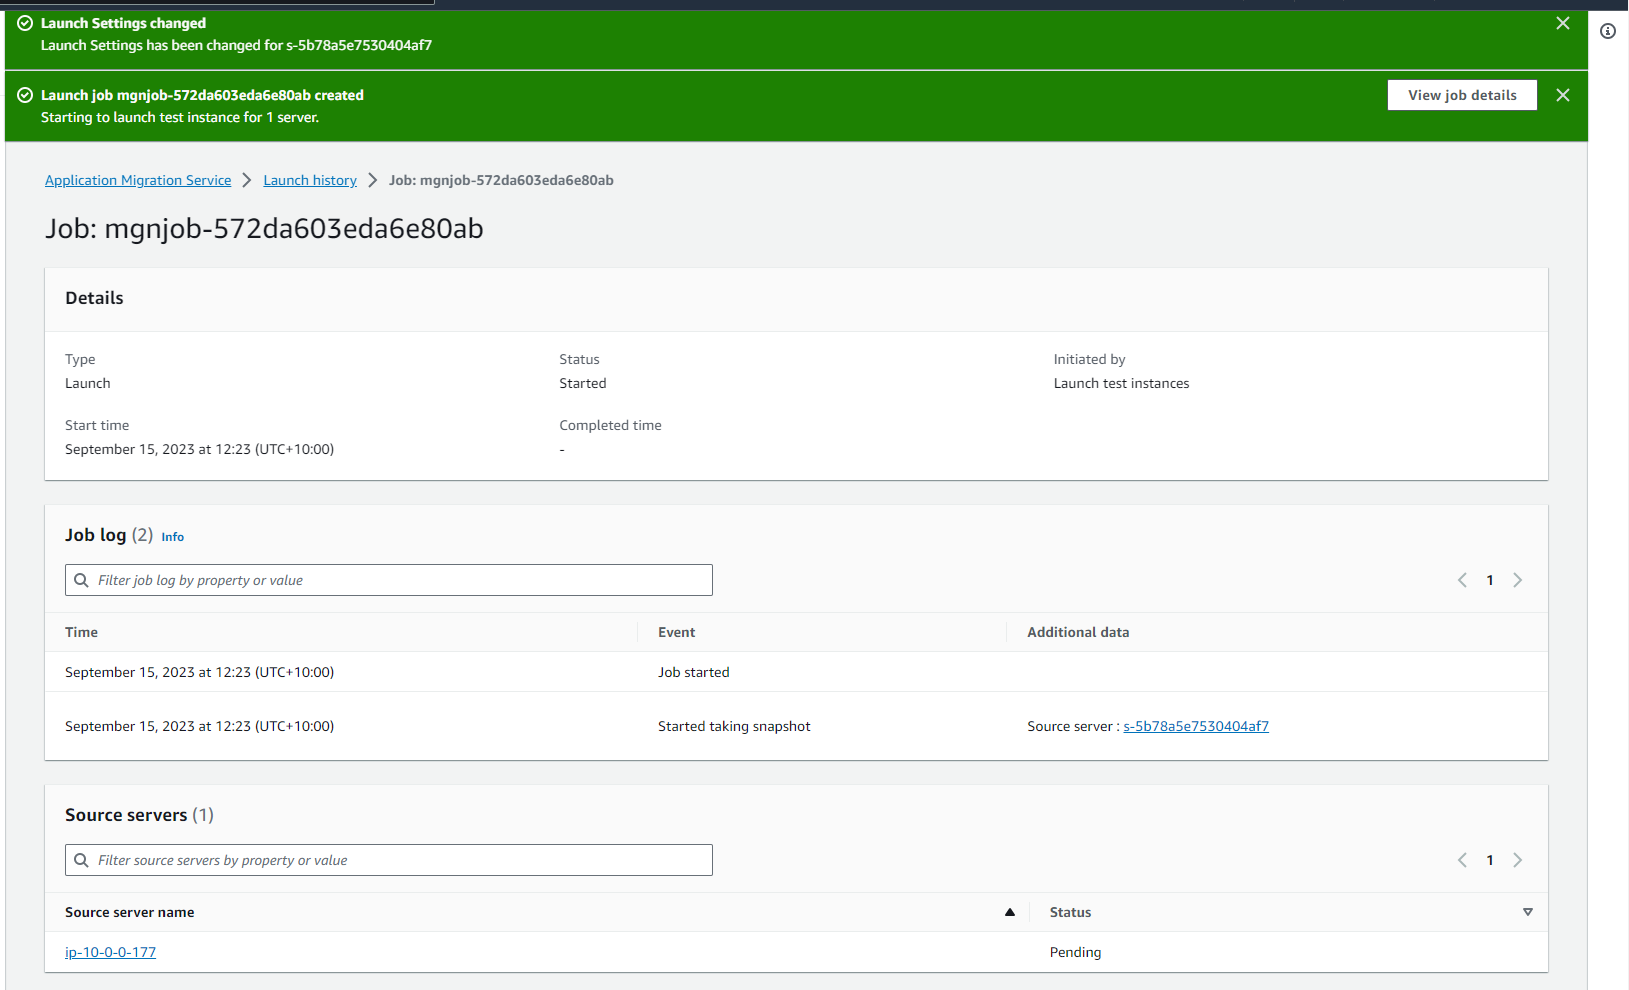 Launch Settings changed
Launch Settings has been changed for s-5b78a5e7530404af7
Launch job mgnjob-572da603eda6e80ab created
Starting to launch test instance for 1 server.
View job details
Application Migration Service
Launch history
Job: mgnjob-572da603eda6e80ab
Job: mgnjob-572da603eda6e80ab
Details
Type
Launch
Status
Started
Initiated by
Launch test instances
Start time
September 15, 2023 at 12:23 (UTC+10:00)
Completed time
-
Job log (2) Info
Filter job log by property or value
1
Time Event Additional data
September 15, 2023 at 12:23 (UTC+10:00) Job started
September 15, 2023 at 12:23 (UTC+10:00) Started taking snapshot Source server : s-5b78a5e7530404af7
Source servers (1)
Filter source servers by property or value
1
Source server name Status
ip-10-0-0-177 Pending